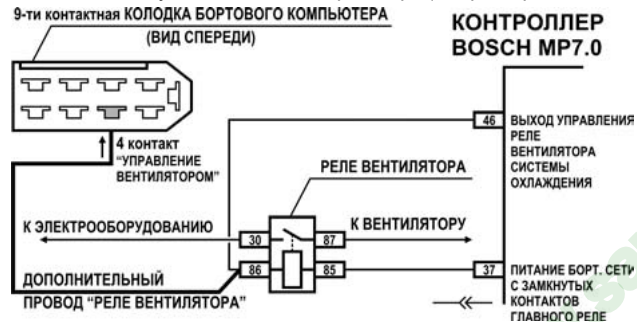 9-ти контактная КОЛОДКА БОРТОВОГО КОМПЬЮТЕРА
(ВИД СПЕРЕДИ)
КОНТРОЛЛЕР
BOSCH MP7.0
4 контакт
"УПРАВЛЕНИЕ
ВЕНТИЛЯТОРОМ"
46
ВЫХОД УПРАВЛЕНИЯ
РЕЛЕ
ВЕНТИЛЯТОРА
СИСТЕМЫ
ОХЛАЖДЕНИЯ
РЕЛЕ ВЕНТИЛЯТОРА
К ЭЛЕКТРООБОРУДОВАНИЮ
К ВЕНТИЛЯТОРУ
30
87
86
85
37
ПИТАНИЕ БОРТ. СЕТИ
С ЗАМКНУТЫХ
КОНТАКТОВ
ГЛАВНОГО РЕЛЕ
ДОПОЛНИТЕЛЬНЫЙ
ПРОВОД "РЕЛЕ ВЕНТИЛЯТОРА"